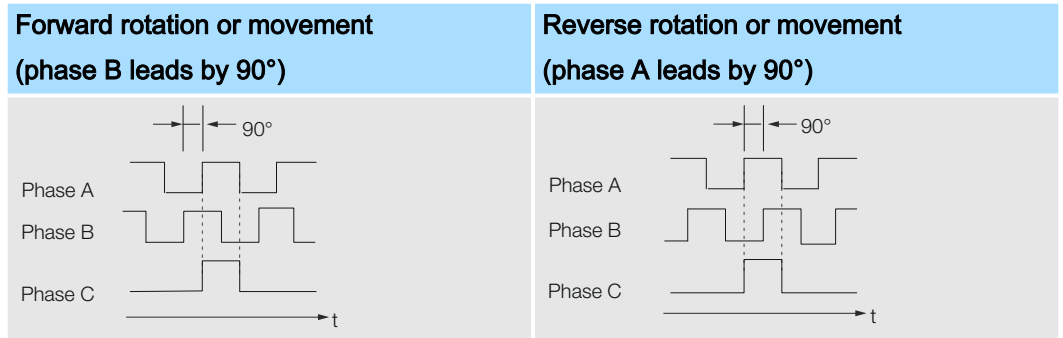 Forward rotation or movement
(phase B leads by 90°)
Reverse rotation or movement
(phase A leads by 90°)
90°
Phase A
Phase B
Phase C
t
90°
Phase A
Phase B
Phase C
t